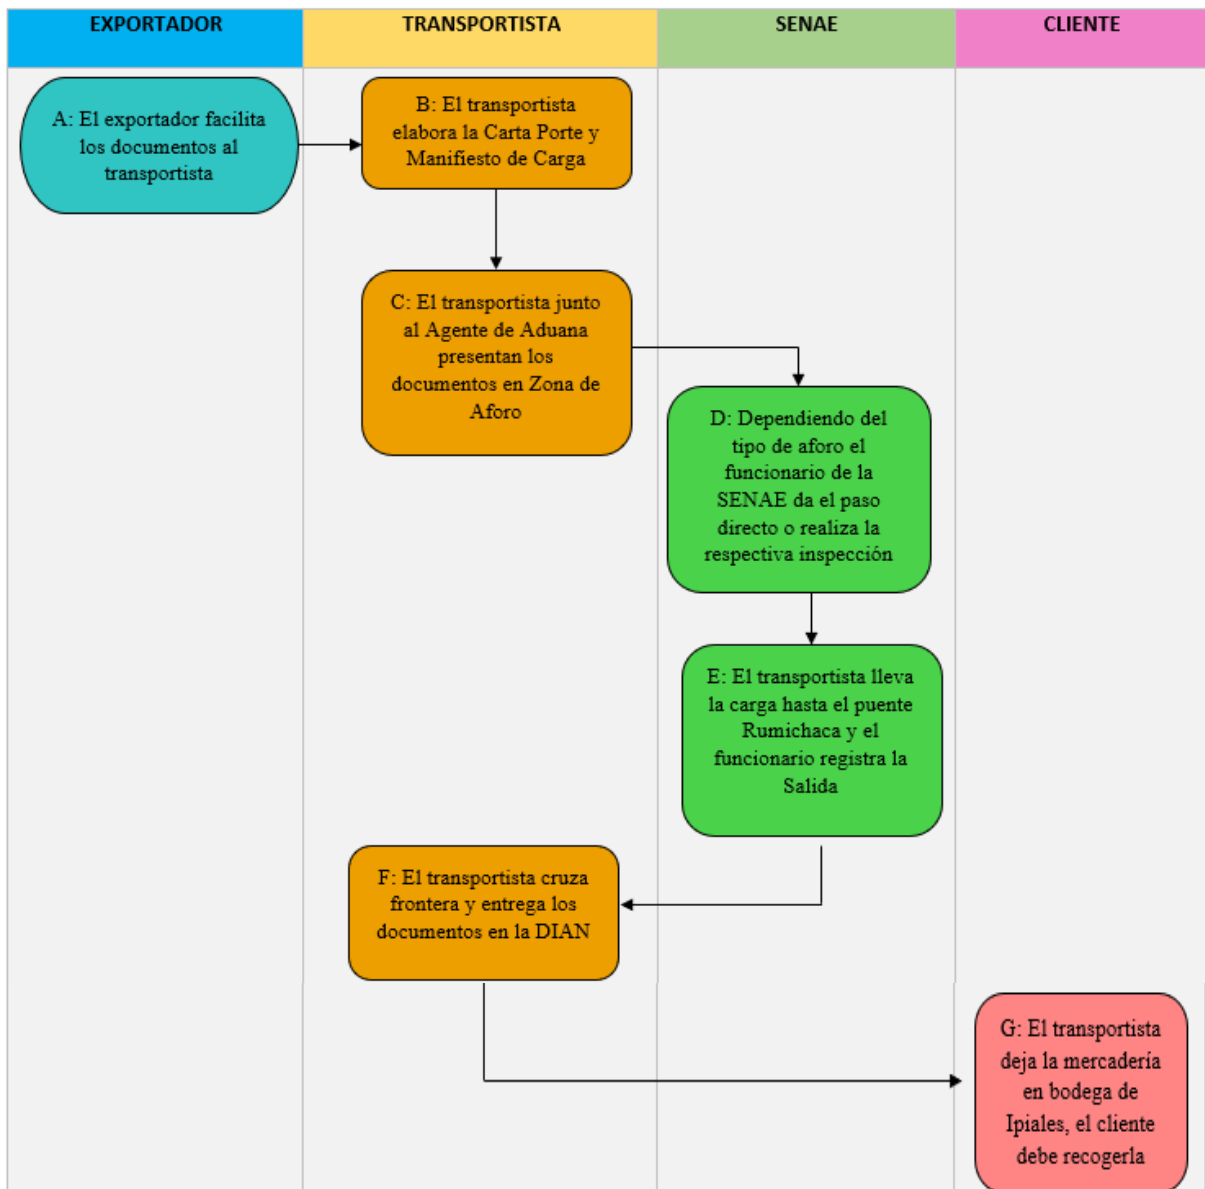 EXPORTADOR
TRANSPORTISTA
SENAE
CLIENTE
A: El exportador facilita
los documentos al
transportista
B: El transportista
elabora la Carta Porte y
Manifiesto de Carga
C: El transportista junto
al Agente de Aduana
presentan los
documentos en Zona de
Aforo
D: Dependiendo del
tipo de aforo el
funcionario de la
SENAE da el paso
directo o realiza la
respectiva inspección
E: El transportista lleva
la carga hasta el puente
Rumichaca y el
funcionario registra la
Salida
F: El transportista cruza
frontera y entrega los
documentos en la DIAN
G: El transportista
deja la mercadería
en bodega de
Ipiales, el cliente
debe recogerla